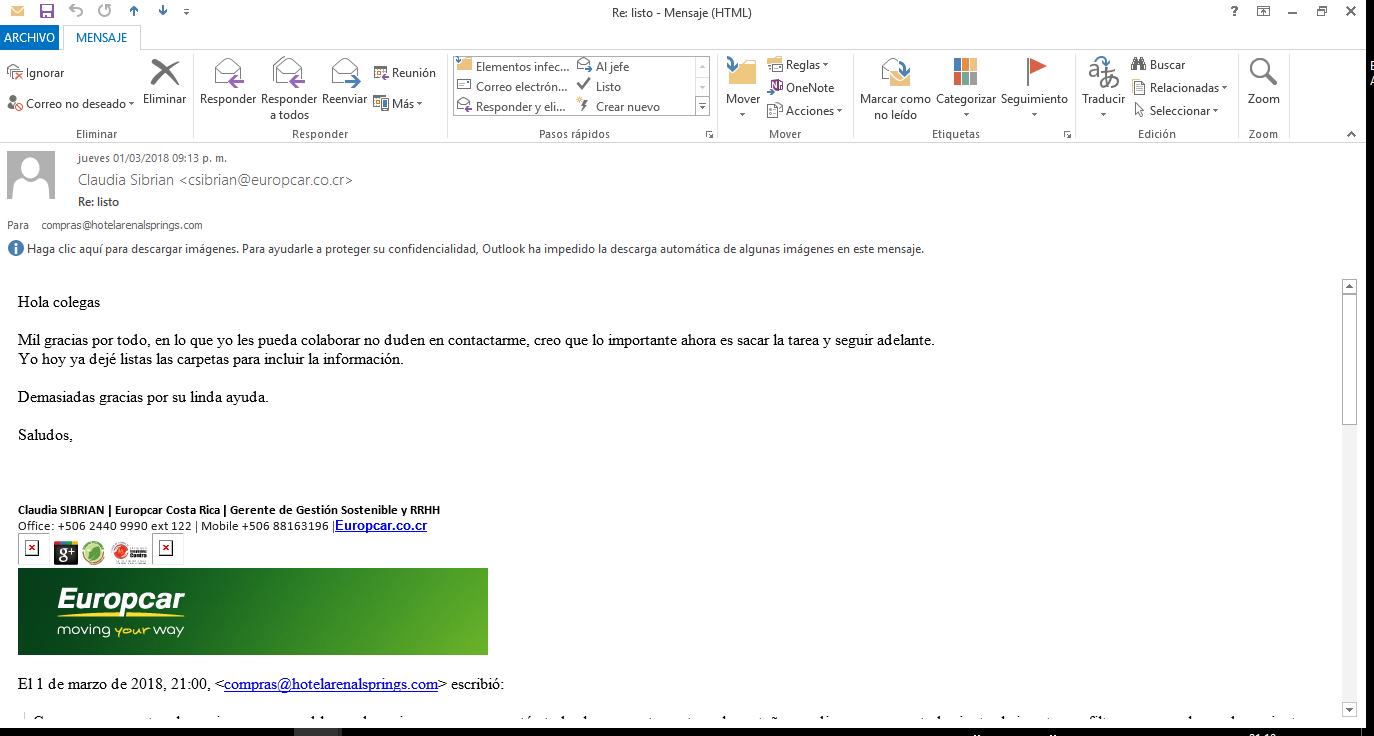 Re: listo - Mensaje (HTML)
ARCHIVO MENSAJE
Ignorar
Correo no deseado
Eliminar
Eliminar
Responder
Responder a todos
Reenviar
Reunión
Más
Responder
Elementos infec...
Correo electrón...
Responder y eli...
Al jefe
Listo
Crear nuevo
Pasos rápidos
Mover
Reglas
OneNote
Acciones
Mover
Marcar como no leído
Categorizar
Seguimiento
Etiquetas
Traducir
Buscar
Relacionadas
Seleccionar
Edición
Zoom
Zoom
jueves 01/03/2018 09:13 p. m.
Claudia Sibrian <csibrian@europcar.co.cr>
Re: listo
Para compras@hotelarenalsprings.com
Haga clic aquí para descargar imágenes. Para ayudarle a proteger su confidencialidad, Outlook ha impedido la descarga automática de algunas imágenes en este mensaje.
Hola colegas
Mil gracias por todo, en lo que yo les pueda colaborar no duden en contactarme, creo que lo importante ahora es sacar la tarea y seguir adelante.
Yo hoy ya dejé listas las carpetas para incluir la información.
Demasiadas gracias por su linda ayuda.
Saludos,
Claudia SIBRIAN | Europcar Costa Rica | Gerente de Gestión Sostenible y RRHH
Office: +506 2440 9990 ext 122 | Mobile +506 88163196 |Europcar.co.cr
g+
Europcar
moving your way
El 1 de marzo de 2018, 21:00, <compras@hotelarenalsprings.com> escribió: